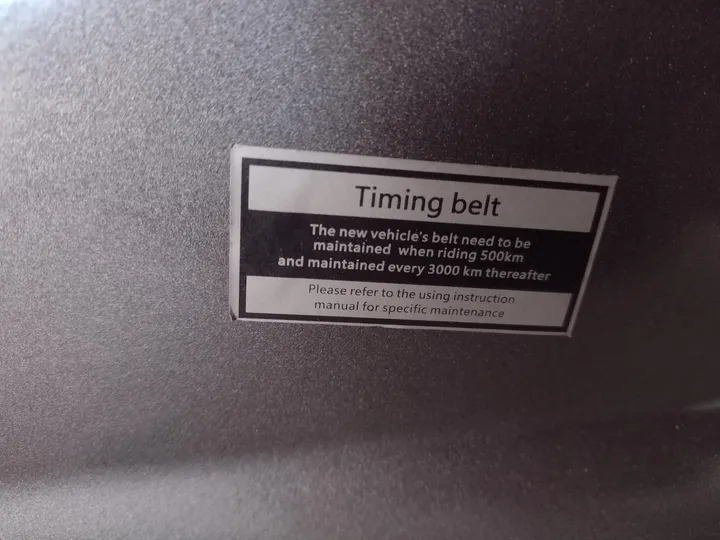 Timing belt
The new vehicle's belt need to be
maintained when riding 500km
and maintained every 3000 km thereafter
Please refer to the using instruction
manual for specific maintenance